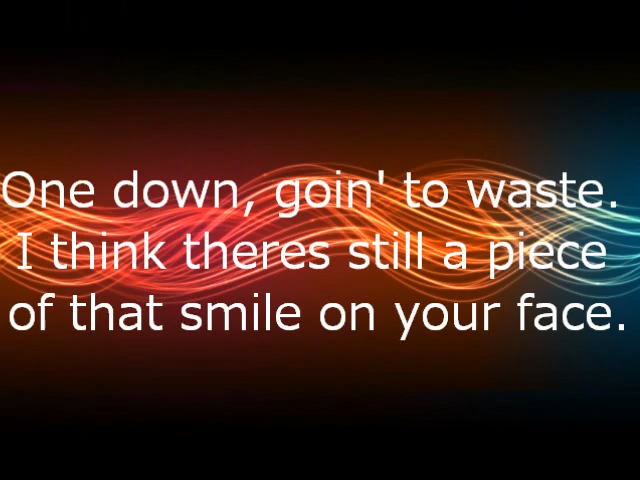 One down, goin' to waste.
I think theres still a piece
of that smile on your face.